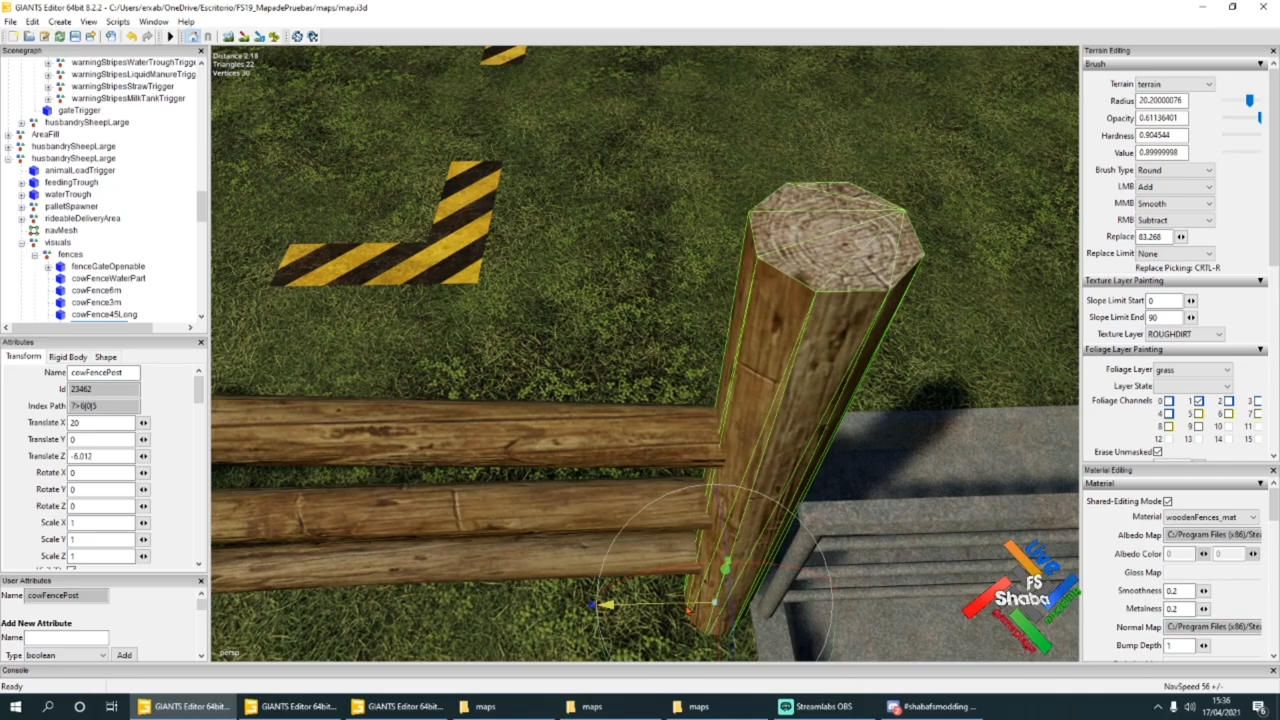 GIANTS Editor 64bit 8.2.2 - C:/Users/erxab/OneDrive/Escritorio/FS19_MapadePruebas/maps/map.i3d
File Edit Create View Scripts Window Help
Scenegraph
warningStripesWaterTroughTrigge
warningStripesLiquidManureTrigg
warningStripesStrawTrigger
warningStripesMilkTankTrigger
gateTrigger
husbandrySheepLarge
AreaFill
husbandrySheepLarge
husbandrySheepLarge
animalLoadTrigger
feedingTrough
waterTrough
palletSpawner
rideableDeliveryArea
navMesh
visuals
fences
fenceGateOpenable
cowFenceWaterPart
cowFence6m
cowFence3m
cowFence45Long
Attributes
Transform Rigid Body Shape
Name cowFencePost
Id 23462
Index Path 7>6|0|5
Translate X 20
Translate Y 0
Translate Z -6.012
Rotate X 0
Rotate Y 0
Rotate Z 0
Scale X 1
Scale Y 1
Scale Z 1
User Attributes
Name cowFencePost
Add New Attribute
Name
Type boolean Add
Console
Ready
Distance 2.18
Triangles 22
Vertices 30
persp
Live
FS
Shaba
Terrain Editing
Brush
Terrain terrain
Radius 20.20000076
Opacity 0.61136401
Hardness 0.904544
Value 0.89999998
Brush Type Round
LMB Add
MMB Smooth
RMB Subtract
Replace 83.268
Replace Limit None
Replace Picking: CRTL-R
Texture Layer Painting
Slope Limit Start 0
Slope Limit End 90
Texture Layer ROUGHDIRT
Foliage Layer Painting
Foliage Layer grass
Layer State
Foliage Channels 0 1 2 3
4 5 6 7
8 9 10 11
12 13 14 15
Erase Unmasked
Material Editing
Material
Shared-Editing Mode
Material woodenFences_mat
Albedo Map C:/Program Files (x86)/Stea
Albedo Color 0 0
Gloss Map
Smoothness 0.2
Metalness 0.2
Normal Map C:/Program Files (x86)/Stea
Bump Depth 1
NavSpeed 56 +/-
GIANTS Editor 64bit... GIANTS Editor 64bit... GIANTS Editor 64bit... maps maps maps Streamlabs OBS #shabafsmodding ...
15:36
17/04/2021